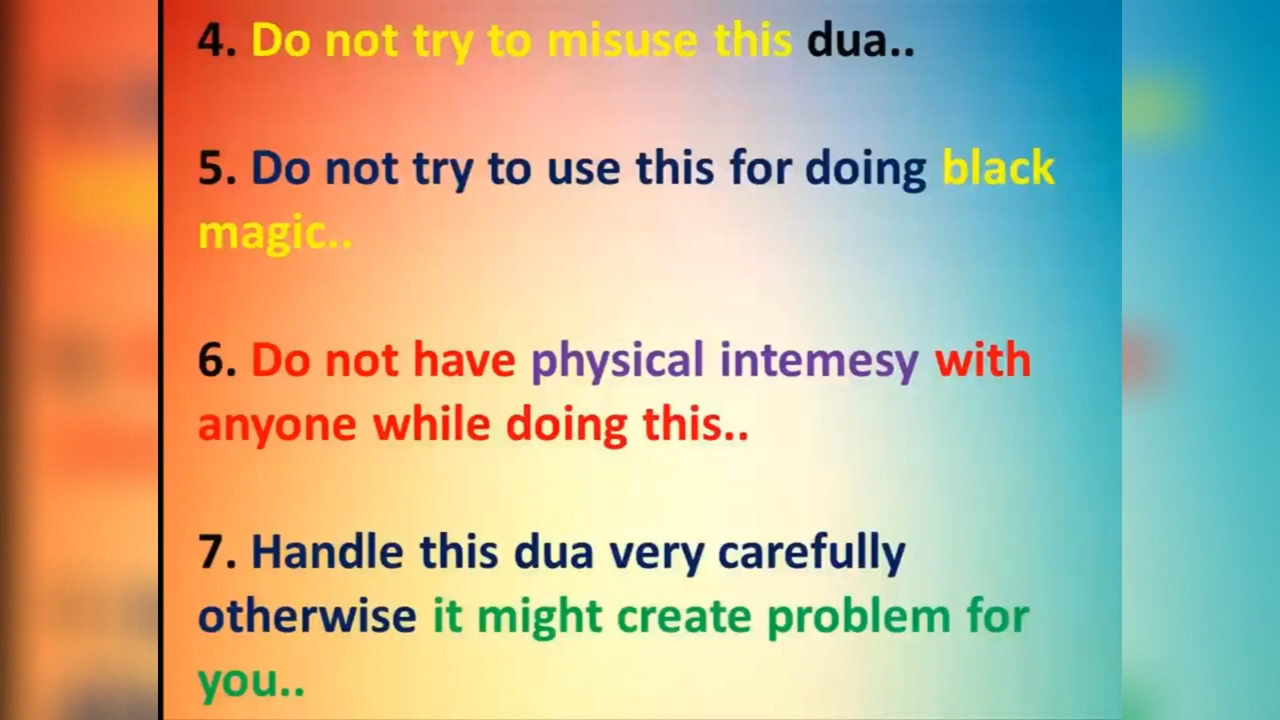 4. Do not try to misuse this dua..
5. Do not try to use this for doing black
magic..
6. Do not have physical intemesy with
anyone while doing this..
7. Handle this dua very carefully
otherwise it might create problem for
you..